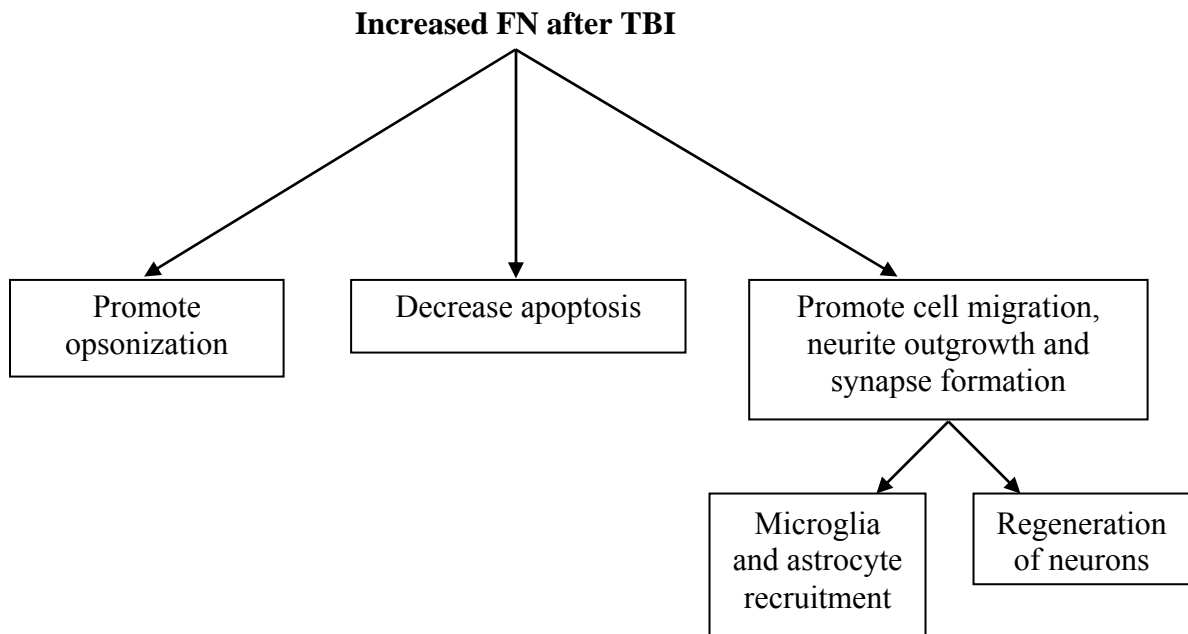 Increased FN after TBI
Promote
opsonization
Decrease apoptosis
Promote cell migration,
neurite outgrowth and
synapse formation
Microglia
and astrocyte
recruitment
Regeneration
of neurons